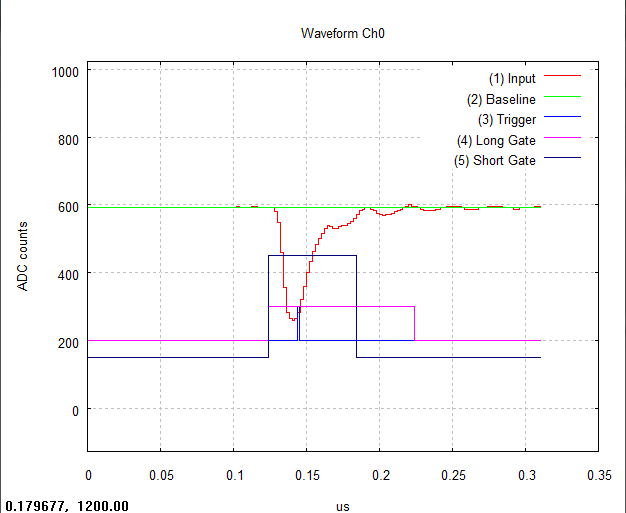 Waveform Ch0
1000
(1) Input
(2) Baseline
(3) Trigger
800
(4) Long Gate
(5) Short Gate
600
ADC counts
400
200
0
0 0.05 0.1 0.15 0.2 0.25 0.3 0.35
0.179677, 1200.00
us